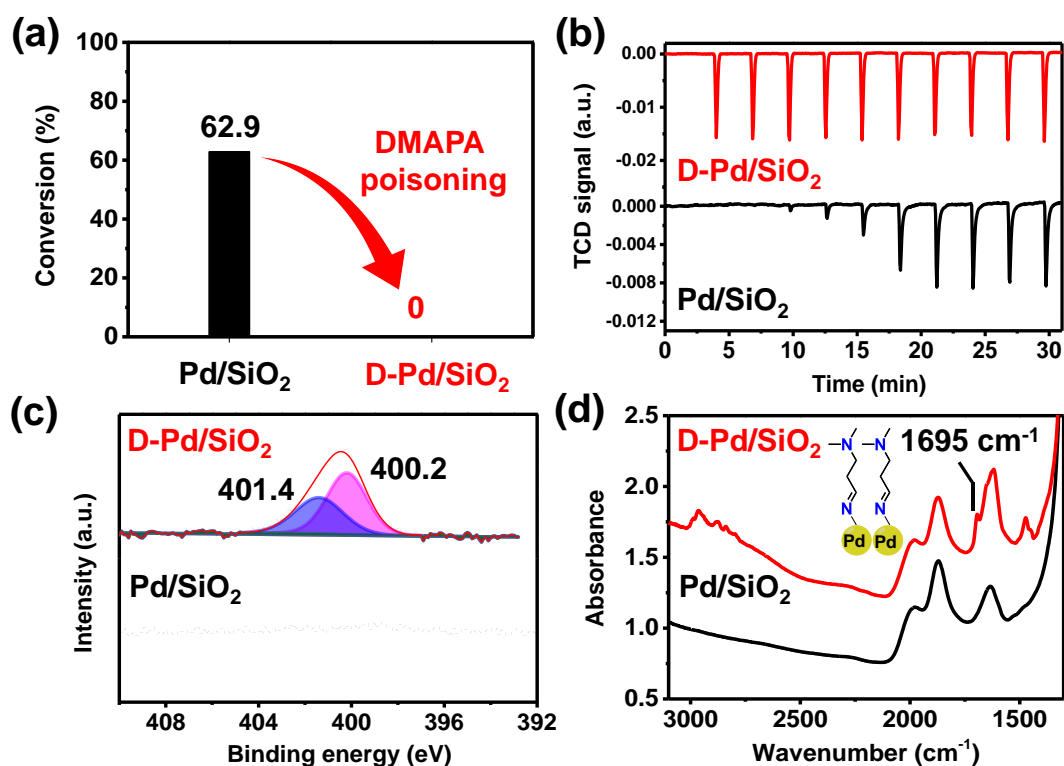 (a)
100
80
60
40
20
0
Conversion (%)
62.9
DMAPA
poisoning
0
Pd/SiO₂
D-Pd/SiO₂
(b)
0.00
-0.01
-0.02
0.000
-0.004
-0.008
-0.012
TCD signal (a.u.)
D-Pd/SiO₂
Pd/SiO₂
0 5 10 15 20 25 30
Time (min)
(c)
D-Pd/SiO₂
401.4
400.2
Pd/SiO₂
Intensity (a.u.)
408 404 400 396 392
Binding energy (eV)
(d)
2.5
2.0
1.5
1.0
0.5
Absorbance
D-Pd/SiO₂
1695 cm⁻¹
N N
N N
Pd Pd
Pd/SiO₂
3000 2500 2000 1500
Wavenumber (cm⁻¹)